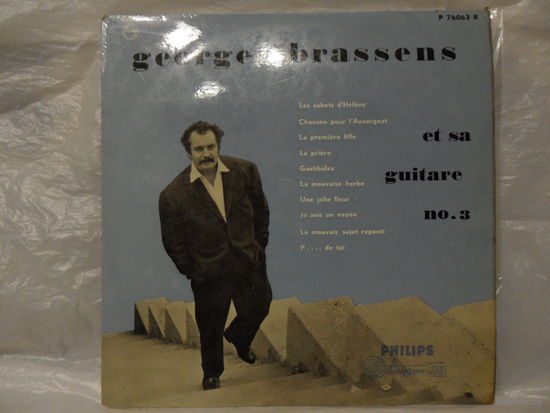 P 76063 R
georges brassens
Les sabots d'Hélène
Chanson pour l'Auvergnat
La première fille
La prière
Gastibelza
La mauvaise herbe
Une jolie fleur
Je suis un voyou
Le mauvais sujet repenti
P.... de toi
et sa
guitare
no.3
PHILIPS